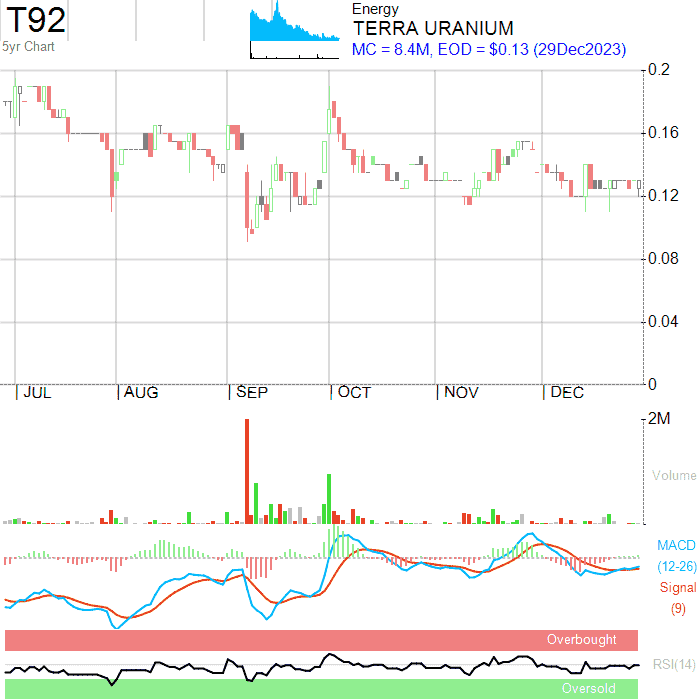 T92
5yr Chart
Energy
TERRA URANIUM
MC = 8.4M, EOD = $0.13 (29Dec2023)
0.2
0.16
0.12
0.08
0.04
0
JUL AUG SEP OCT NOV DEC
2M
Volume
MACD
(12-26)
Signal
(9)
Overbought
RSI(14)
Oversold